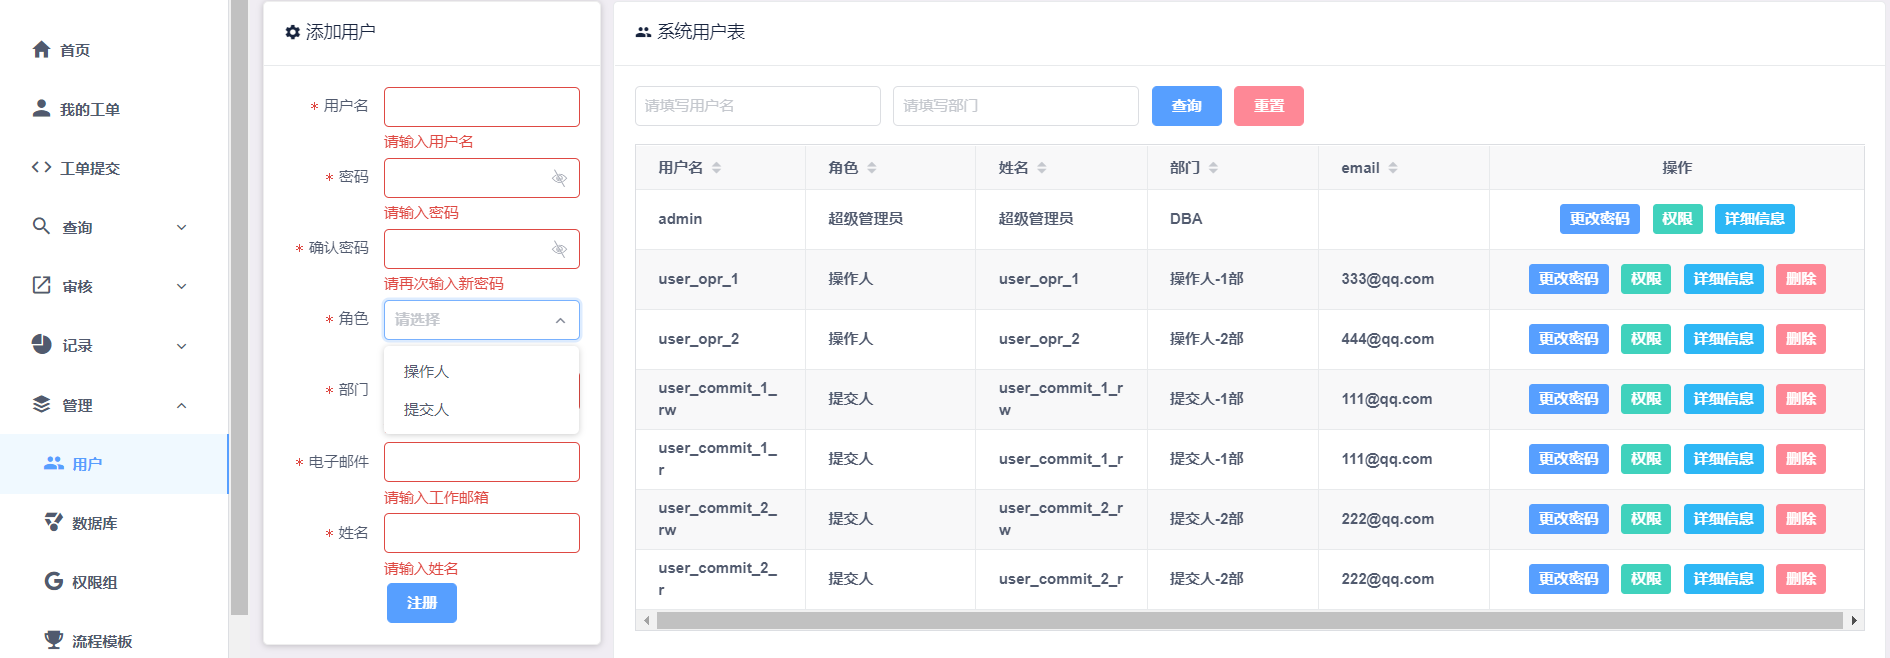 首页
我的工单
工单提交
查询
审核
记录
管理
用户
数据库
权限组
流程模板
添加用户
* 用户名
请输入用户名
* 密码
请输入密码
* 确认密码
请再次输入新密码
* 角色 请选择
操作人
* 部门
提交人
* 电子邮件
请输入工作邮箱
* 姓名
请输入姓名
注册
系统用户表
请填写用户名 请填写部门 查询 重置
用户名 角色 姓名 部门 email 操作
admin 超级管理员 超级管理员 DBA 更改密码 权限 详细信息
user_opr_1 操作人 user_opr_1 操作人-1部 333@qq.com 更改密码 权限 详细信息 删除
user_opr_2 操作人 user_opr_2 操作人-2部 444@qq.com 更改密码 权限 详细信息 删除
user_commit_1_
rw 提交人 user_commit_1_r
w 提交人-1部 111@qq.com 更改密码 权限 详细信息 删除
user_commit_1_
r 提交人 user_commit_1_r 提交人-1部 111@qq.com 更改密码 权限 详细信息 删除
user_commit_2_
rw 提交人 user_commit_2_r
w 提交人-2部 222@qq.com 更改密码 权限 详细信息 删除
user_commit_2_
r 提交人 user_commit_2_r 提交人-2部 222@qq.com 更改密码 权限 详细信息 删除